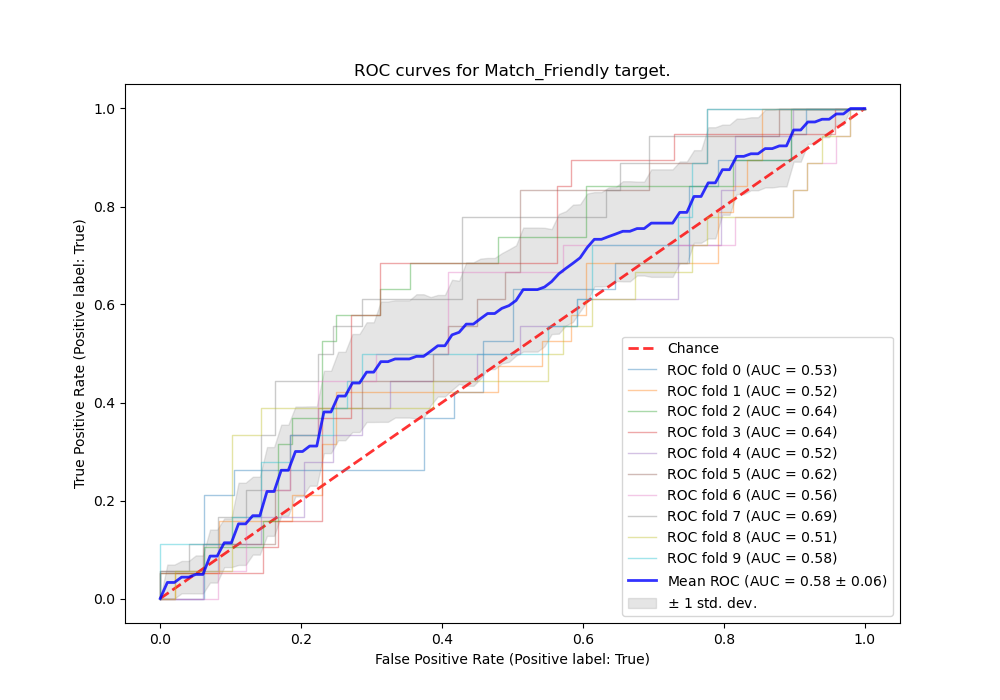 ROC curves for Match_Friendly target.
True Positive Rate (Positive label: True)
1.0
0.8
0.6
0.4
0.2
0.0
Chance
ROC fold 0 (AUC = 0.53)
ROC fold 1 (AUC = 0.52)
ROC fold 2 (AUC = 0.64)
ROC fold 3 (AUC = 0.64)
ROC fold 4 (AUC = 0.52)
ROC fold 5 (AUC = 0.62)
ROC fold 6 (AUC = 0.56)
ROC fold 7 (AUC = 0.69)
ROC fold 8 (AUC = 0.51)
ROC fold 9 (AUC = 0.58)
Mean ROC (AUC = 0.58 ± 0.06)
± 1 std. dev.
0.0 0.2 0.4 0.6 0.8 1.0
False Positive Rate (Positive label: True)